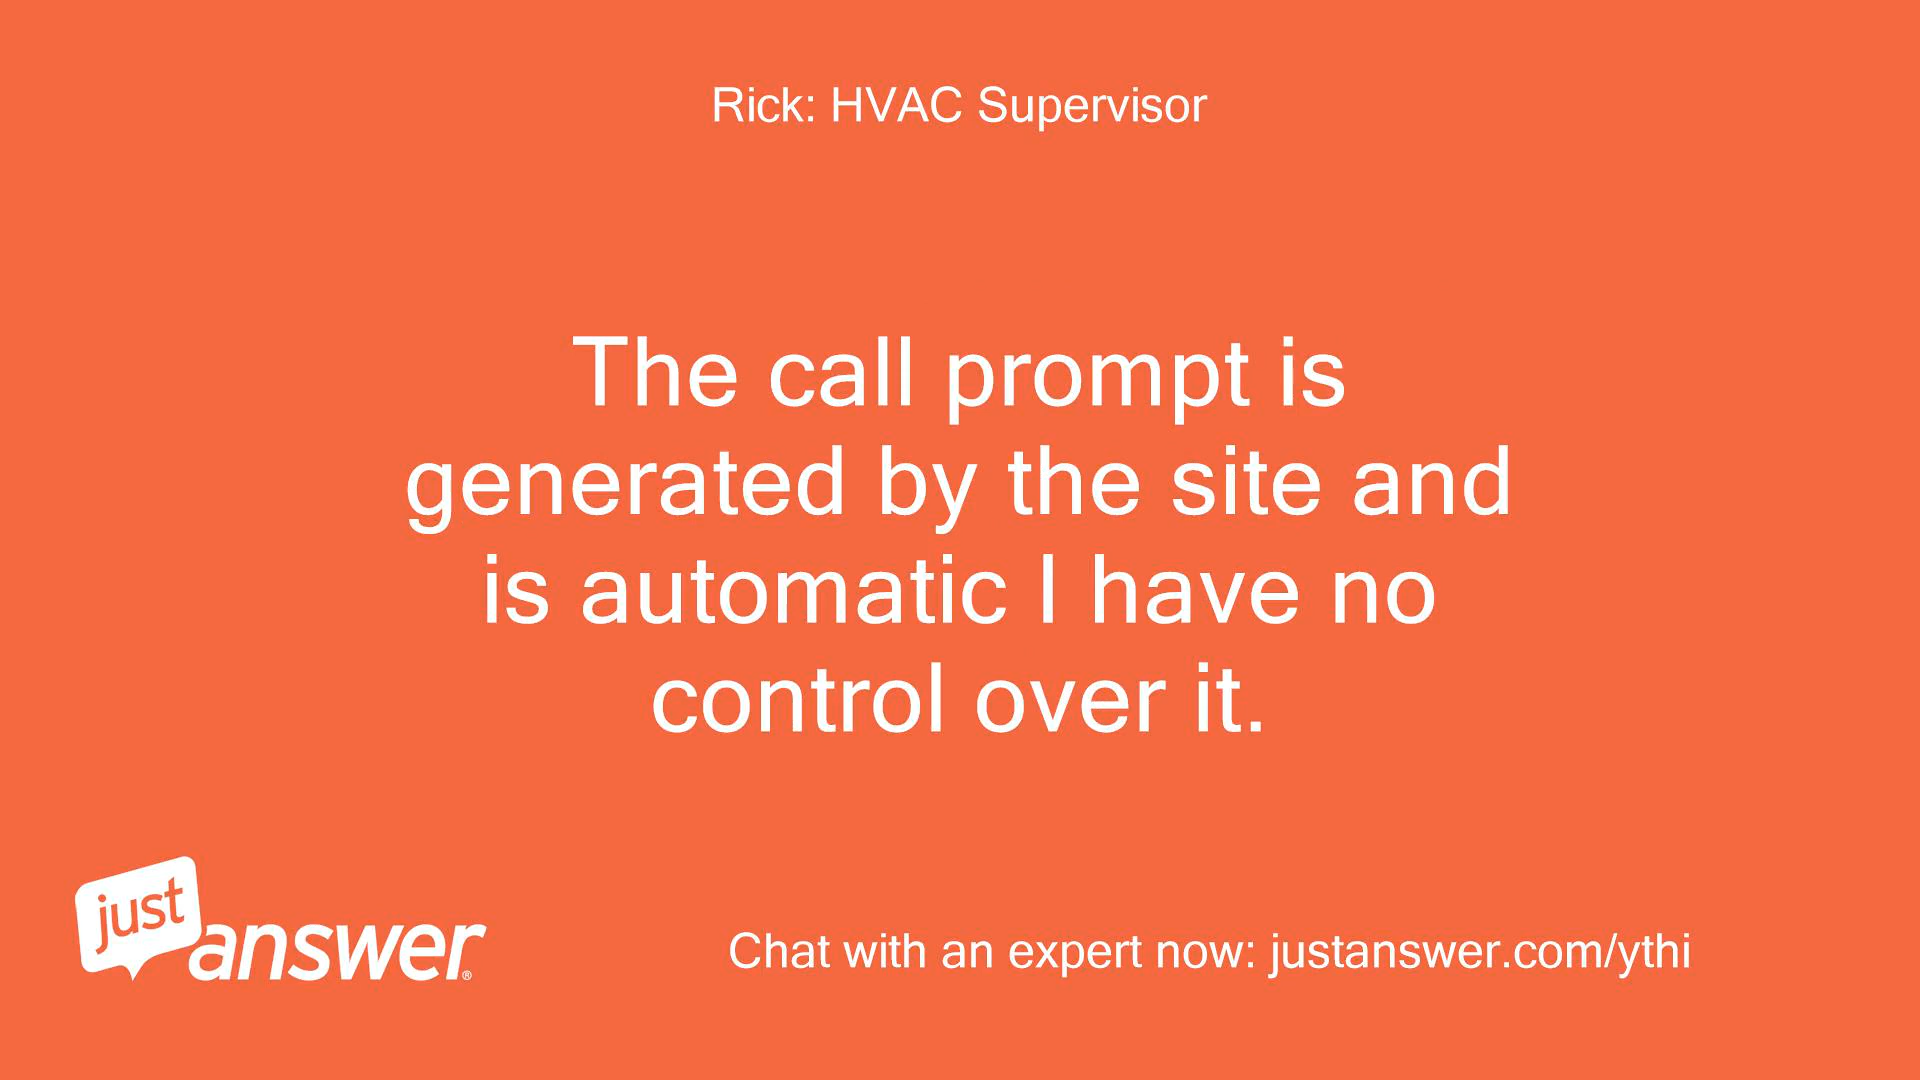 Rick: HVAC Supervisor
The call prompt is
generated by the site and
is automatic I have no
control over it.
just
answer®
Chat with an expert now: justanswer.com/ythi